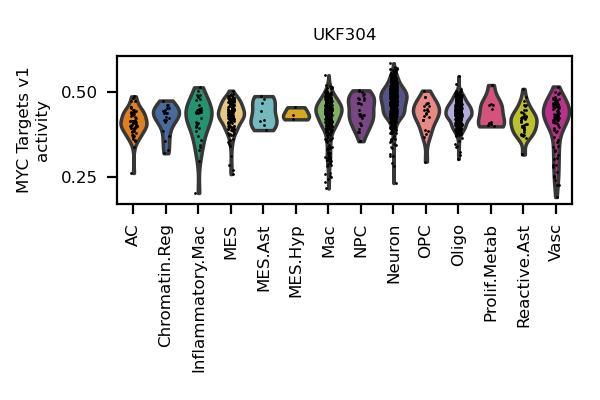 UKF304
MYC Targets v1
activity
0.50
0.25
AC
Chromatin.Reg
Inflammatory.Mac
MES
MES.Ast
MES.Hyp
Mac
NPC
Neuron
OPC
Oligo
Prolif.Metab
Reactive.Ast
Vasc